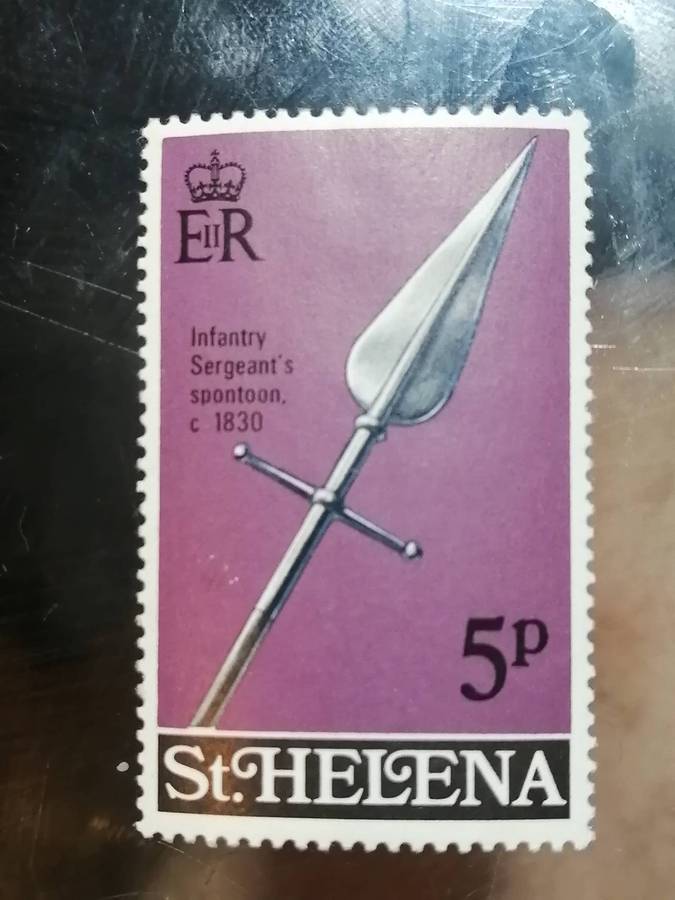 EIIR
Infantry
Sergeant's
spontoon,
c 1830
5p
St. HELENA